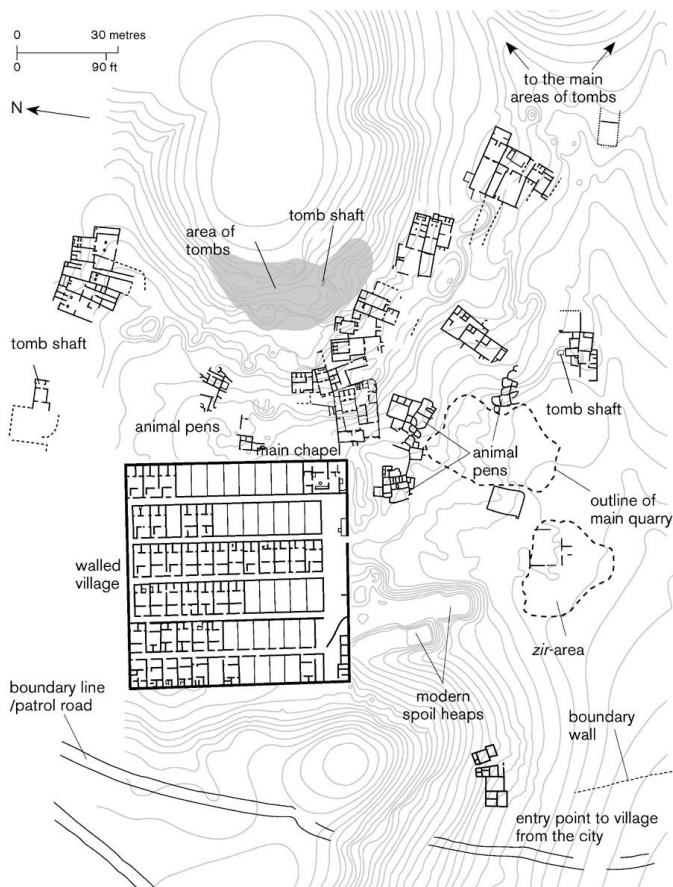 0 30 metres
0 90 ft
N
to the main
areas of tombs
tomb shaft
area of
tombs
tomb shaft
animal pens
main chapel
animal
pens
tomb shaft
outline of
main quarry
walled
village
zir-area
modern
spoil heaps
boundary line
/patrol road
boundary
wall
entry point to village
from the city